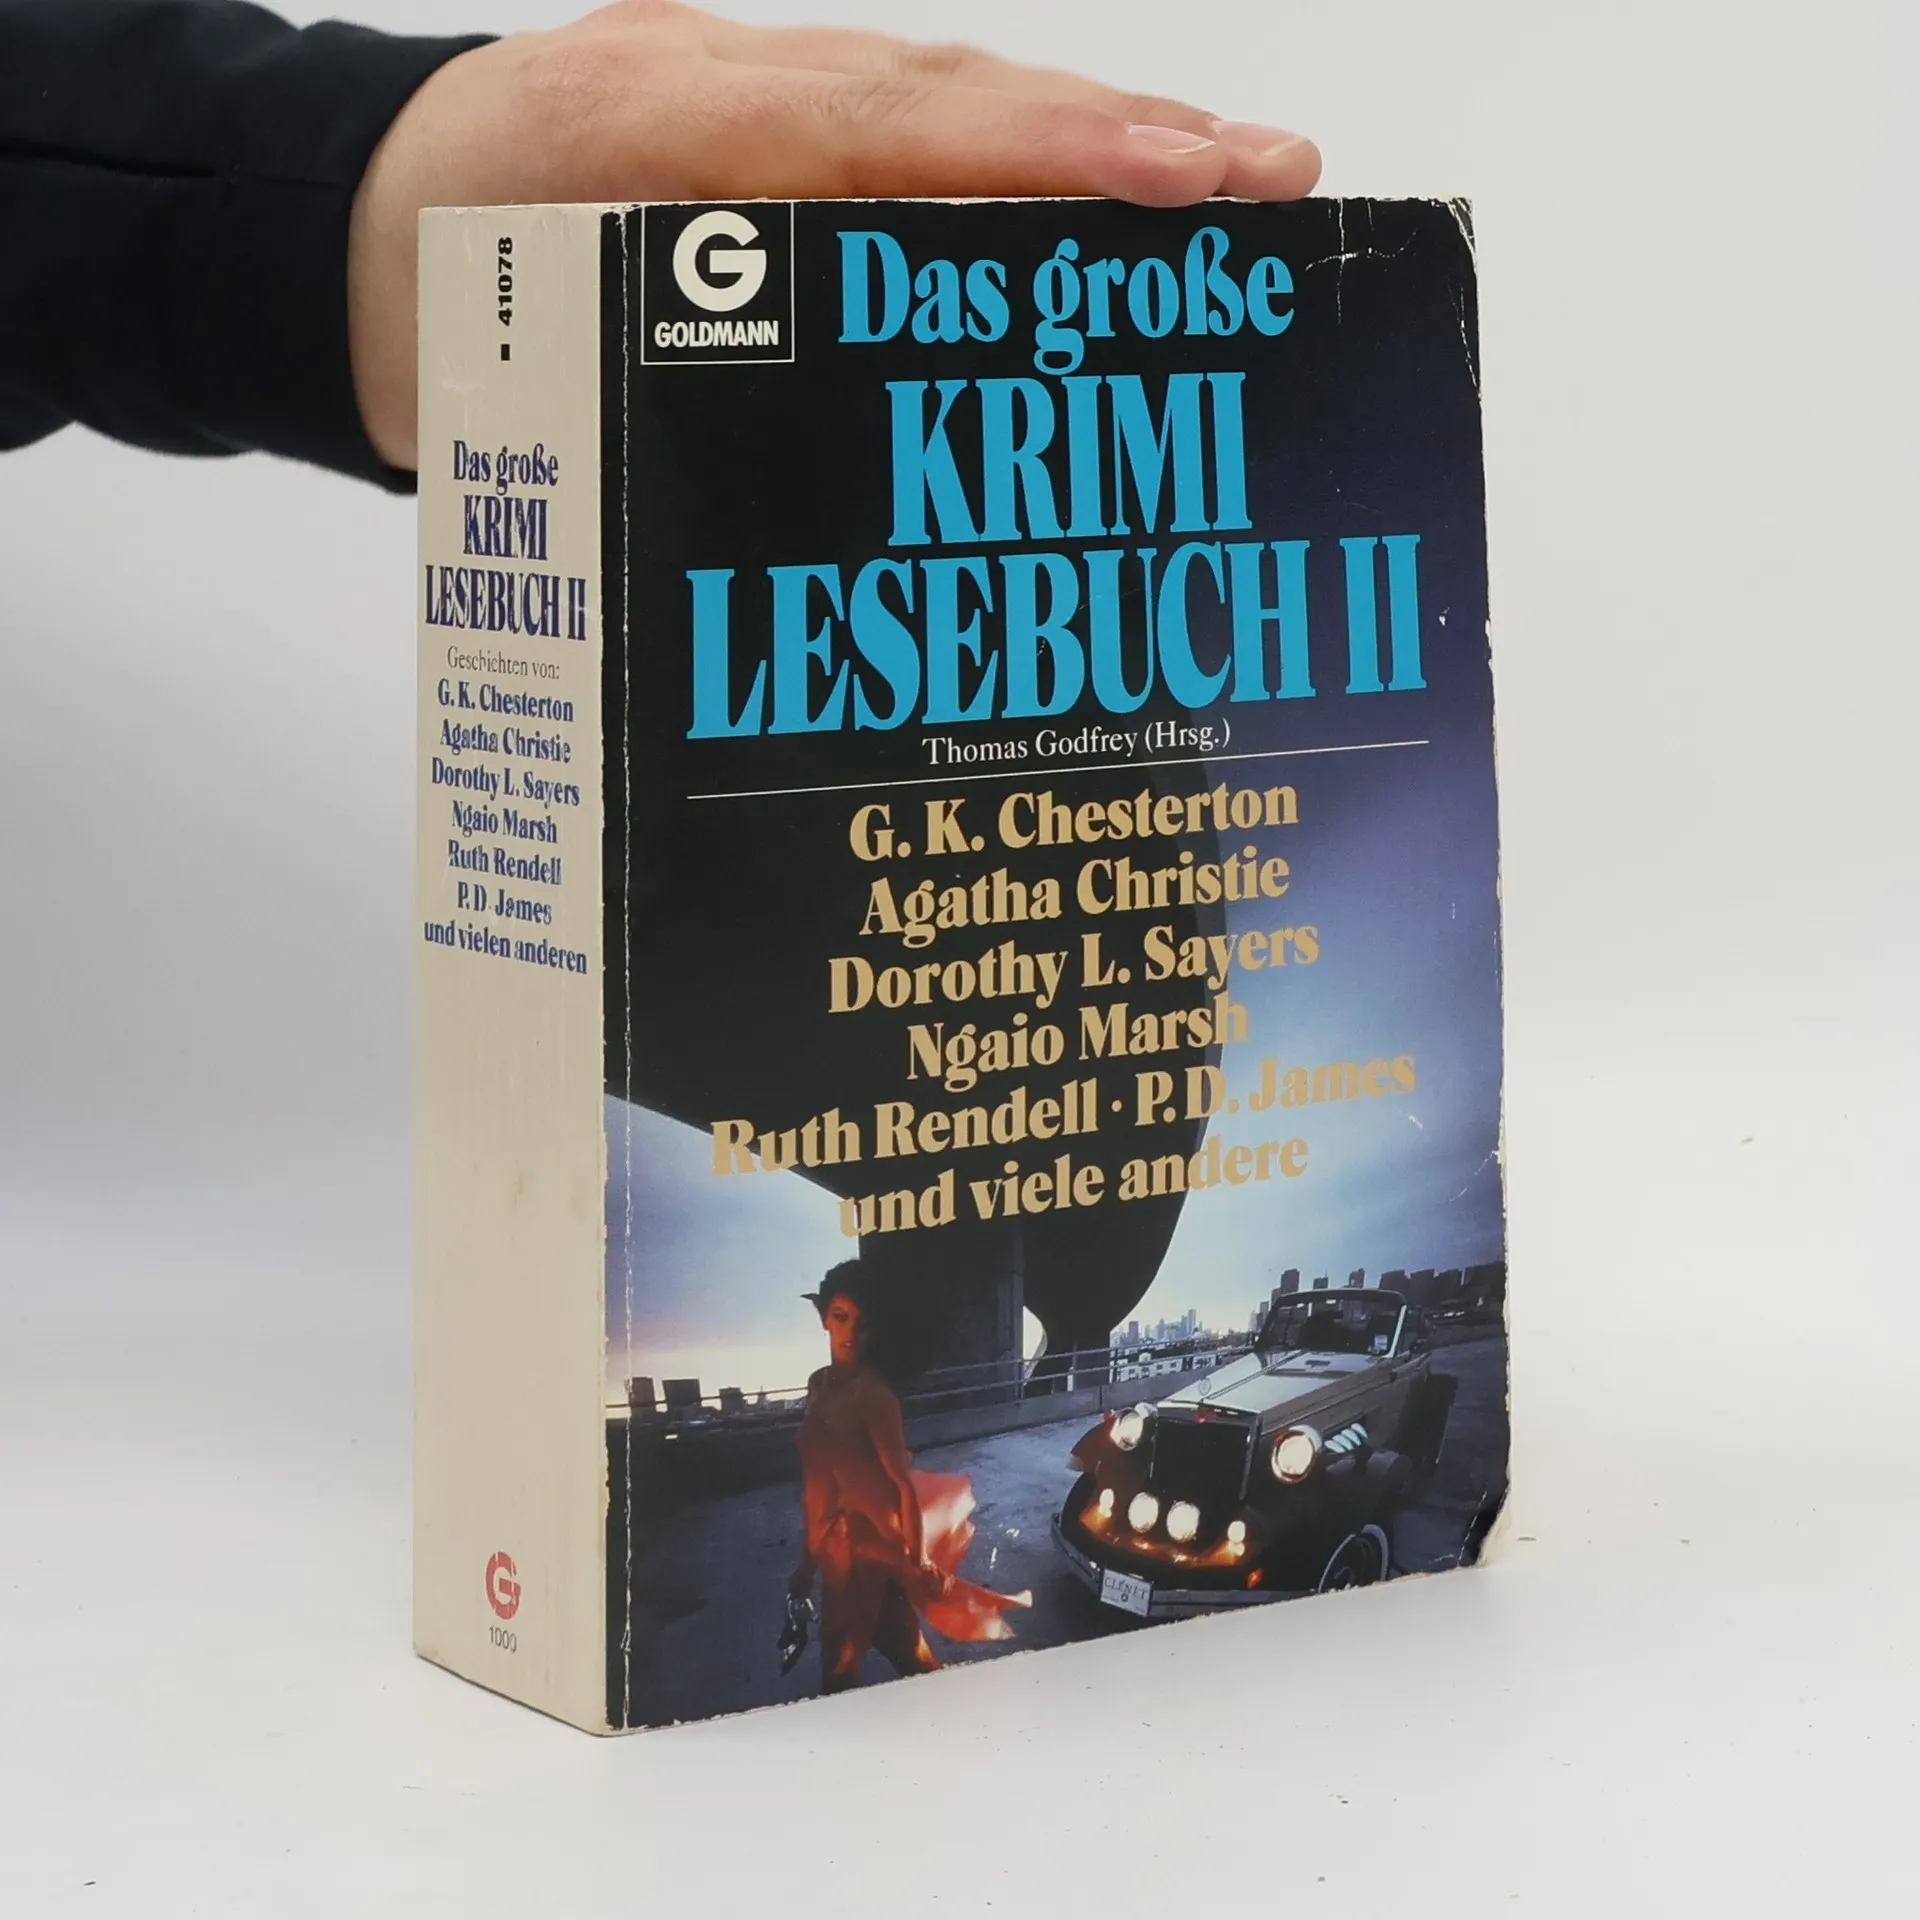 41078
Das große
KRIMI
LESEBUCH II
Geschichten von:
G. K. Chesterton
Agatha Christie
Dorothy L. Sayers
Ngaio Marsh
Ruth Rendell
P. D. James
und vielen anderen
G
1000
G
GOLDMANN
Das große
KRIMI
LESEBUCH II
Thomas Godfrey (Hrsg.)
G. K. Chesterton
Agatha Christie
Dorothy L. Sayers
Ngaio Marsh
Ruth Rendell · P. D. James
und viele andere
CLÉNET